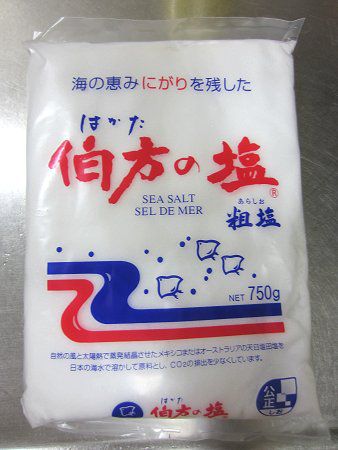 海の恵みにがりを残した
はかた
伯方の塩®
SEA SALT
SEL DE MER
あらしお
粗塩
NET 750g
自然の風と太陽熱で蒸発結晶させたメキシコまたはオーストラリアの天日塩田塩を
日本の海水で溶かして原料とし、CO2の排出を少なくしています。
公正
しお
はかた
伯方の塩